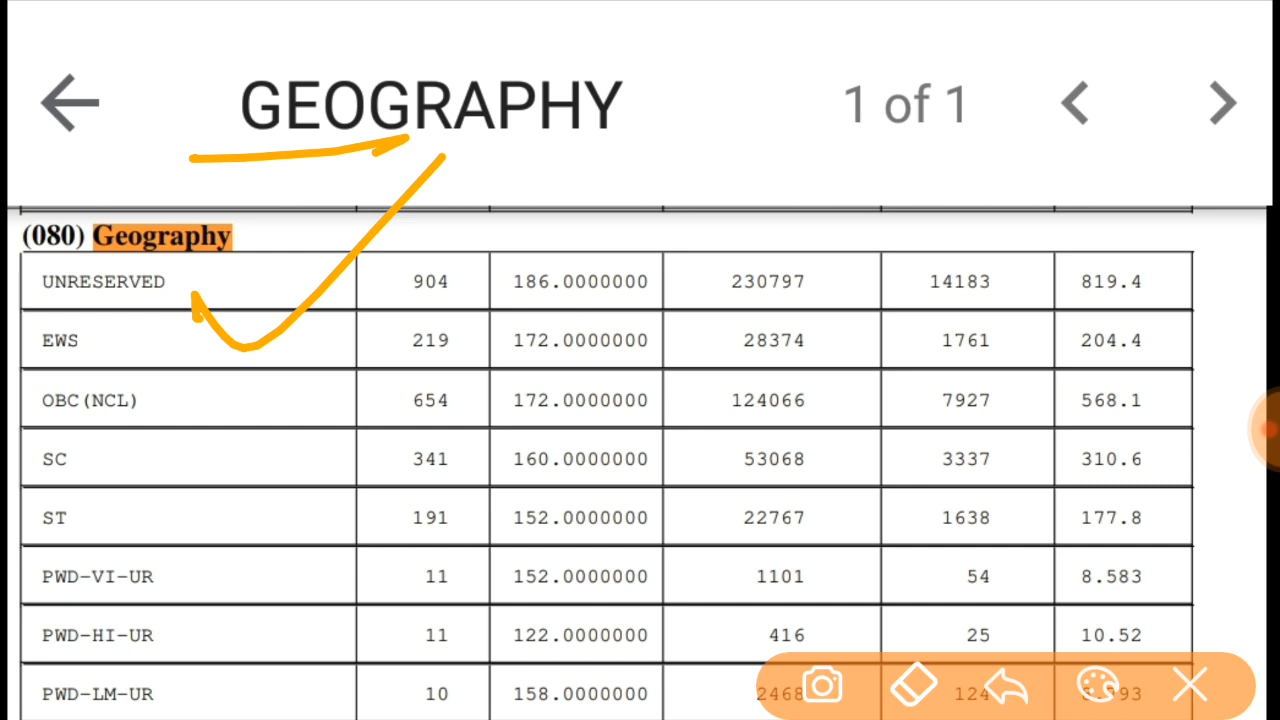 GEOGRAPHY 1 of 1
(080) Geography
UNRESERVED 904 186.0000000 230797 14183 819.4
EWS 219 172.0000000 28374 1761 204.4
OBC(NCL) 654 172.0000000 124066 7927 568.1
SC 341 160.0000000 53068 3337 310.6
ST 191 152.0000000 22767 1638 177.8
PWD-VI-UR 11 152.0000000 1101 54 8.583
PWD-HI-UR 11 122.0000000 416 25 10.52
PWD-LM-UR 10 158.0000000 2468 124